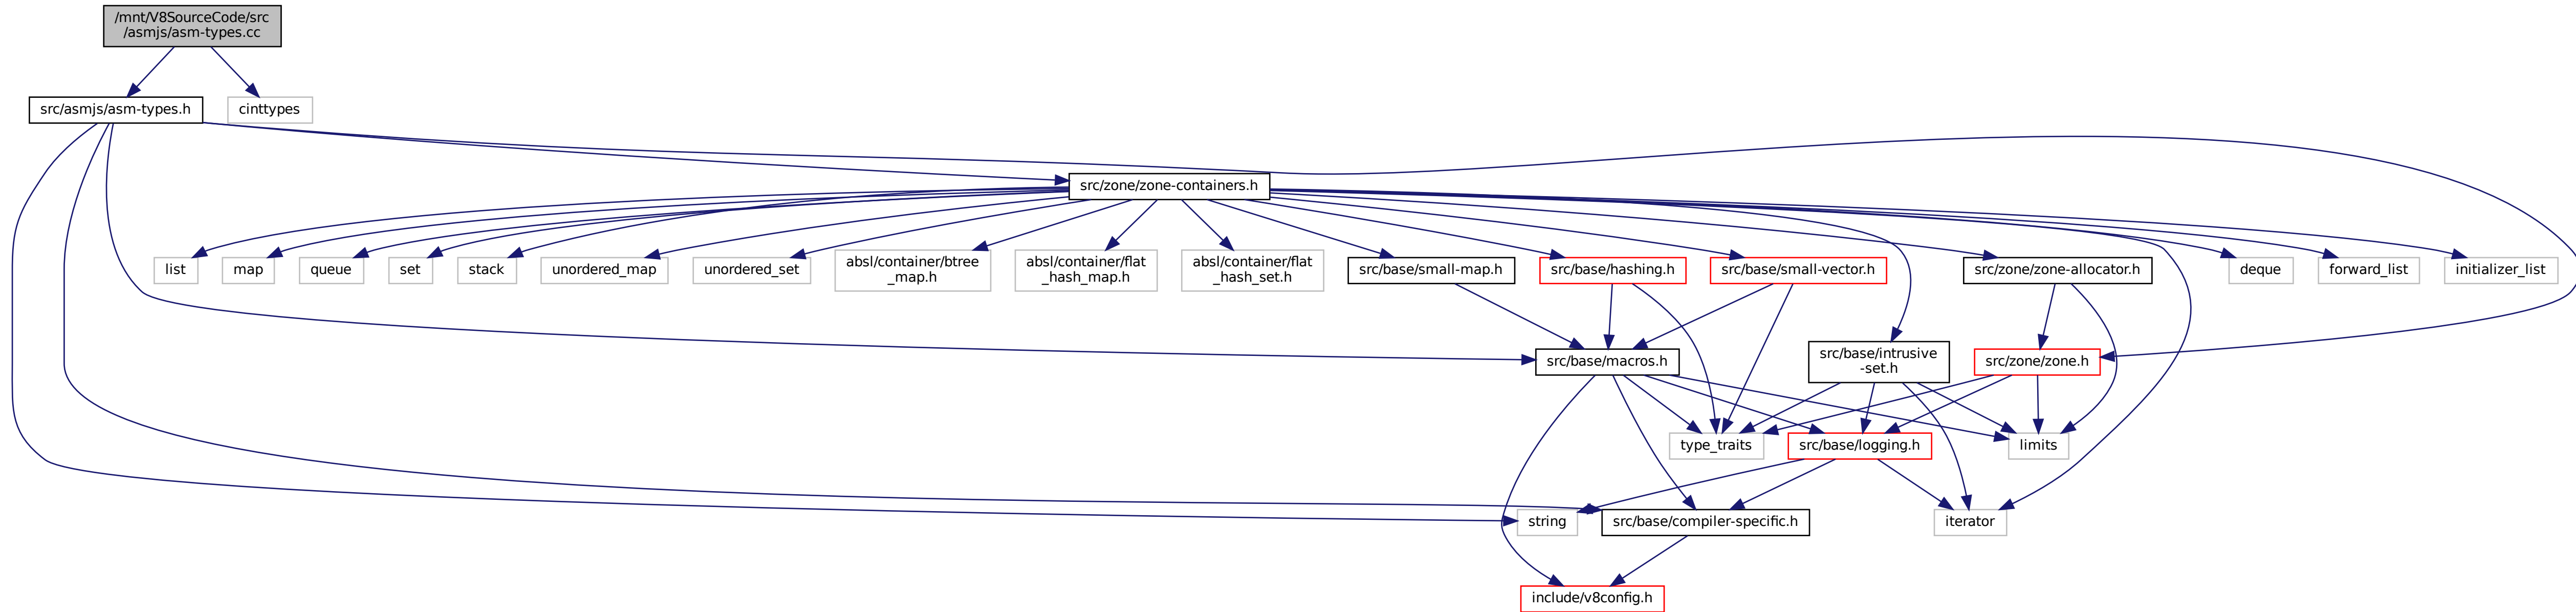 /mnt/V8SourceCode/src
/asmjs/asm-types.cc
src/asmjs/asm-types.h
cinttypes
src/zone/zone-containers.h
list
map
queue
set
stack
unordered_map
unordered_set
absl/container/btree
_map.h
absl/container/flat
_hash_map.h
absl/container/flat
_hash_set.h
src/base/small-map.h
src/base/hashing.h
src/base/small-vector.h
src/zone/zone-allocator.h
deque
forward_list
initializer_list
src/base/macros.h
src/base/intrusive
-set.h
src/zone/zone.h
type_traits
src/base/logging.h
limits
string
src/base/compiler-specific.h
iterator
include/v8config.h